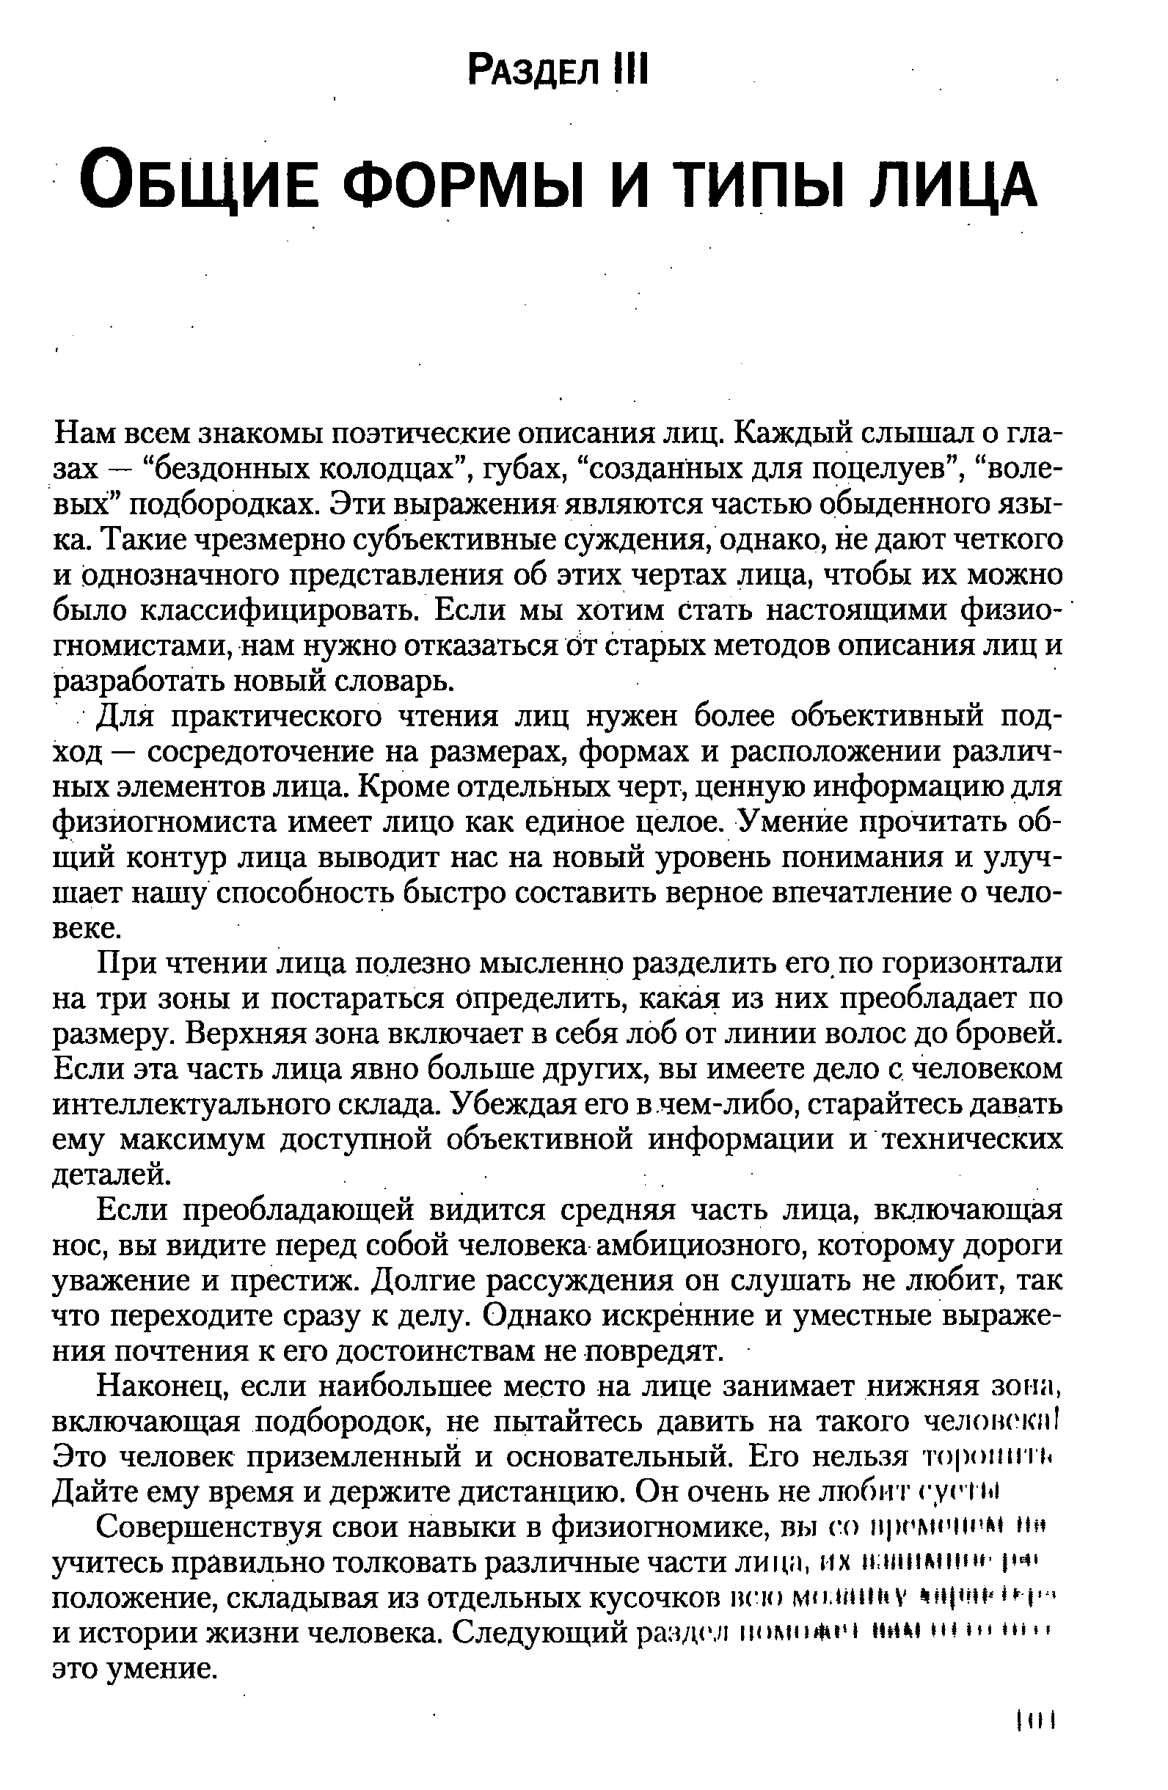 Раздел III
Общие формы и типы лица
Нам всем знакомы поэтические описания лиц. Каждый слышал о гла-
зах — “бездонных колодцах”, губах, “созданных для поцелуев”, “воле-
вых” подбородках. Эти выражения являются частью обыденного язы-
ка. Такие чрезмерно субъективные суждения, однако, не дают четкого
и однозначного представления об этих чертах лица, чтобы их можно
было классифицировать. Если мы хотим стать настоящими физио-
гномистами, нам нужно отказаться от старых методов описания лиц и
разработать новый словарь.
Для практического чтения лиц нужен более объективный под-
ход — сосредоточение на размерах, формах и расположении различ-
ных элементов лица. Кроме отдельных черт, ценную информацию для
физиогномиста имеет лицо как единое целое. Умение прочитать об-
щий контур лица выводит нас на новый уровень понимания и улуч-
шает нашу способность быстро составить верное впечатление о чело-
веке.
При чтении лица полезно мысленно разделить его по горизонтали
на три зоны и постараться определить, какая из них преобладает по
размеру. Верхняя зона включает в себя лоб от линии волос до бровей.
Если эта часть лица явно больше других, вы имеете дело с человеком
интеллектуального склада. Убеждая его в чем-либо, старайтесь давать
ему максимум доступной объективной информации и технических
деталей.
Если преобладающей видится средняя часть лица, включающая
нос, вы видите перед собой человека амбициозного, которому дороги
уважение и престиж. Долгие рассуждения он слушать не любит, так
что переходите сразу к делу. Однако искренние и уместные выраже-
ния почтения к его достоинствам не повредят.
Наконец, если наибольшее место на лице занимает нижняя зона,
включающая подбородок, не пытайтесь давить на такого человека!
Это человек приземленный и основательный. Его нельзя торопить
Дайте ему время и держите дистанцию. Он очень не любит суеты
Совершенствуя свои навыки в физиогномике, вы со временем на
учитесь правильно толковать различные части лица, их
положение, складывая из отдельных кусочков всю мозаику
и истории жизни человека. Следующий раздел поможет вам
это умение.